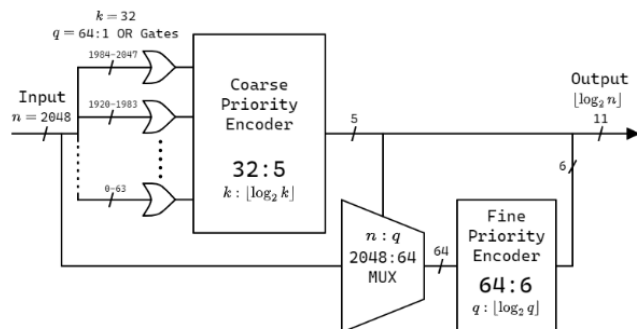 k = 32
q = 64:1 OR Gates
1984-2047
Input
n = 2048
1920-1983
0-63
Coarse
Priority
Encoder
32:5
k : ⌊log₂ k⌋
5
Output
⌊log₂ n⌋
11
6
n : q
2048:64
MUX
64
Fine
Priority
Encoder
64:6
q : ⌊log₂ q⌋